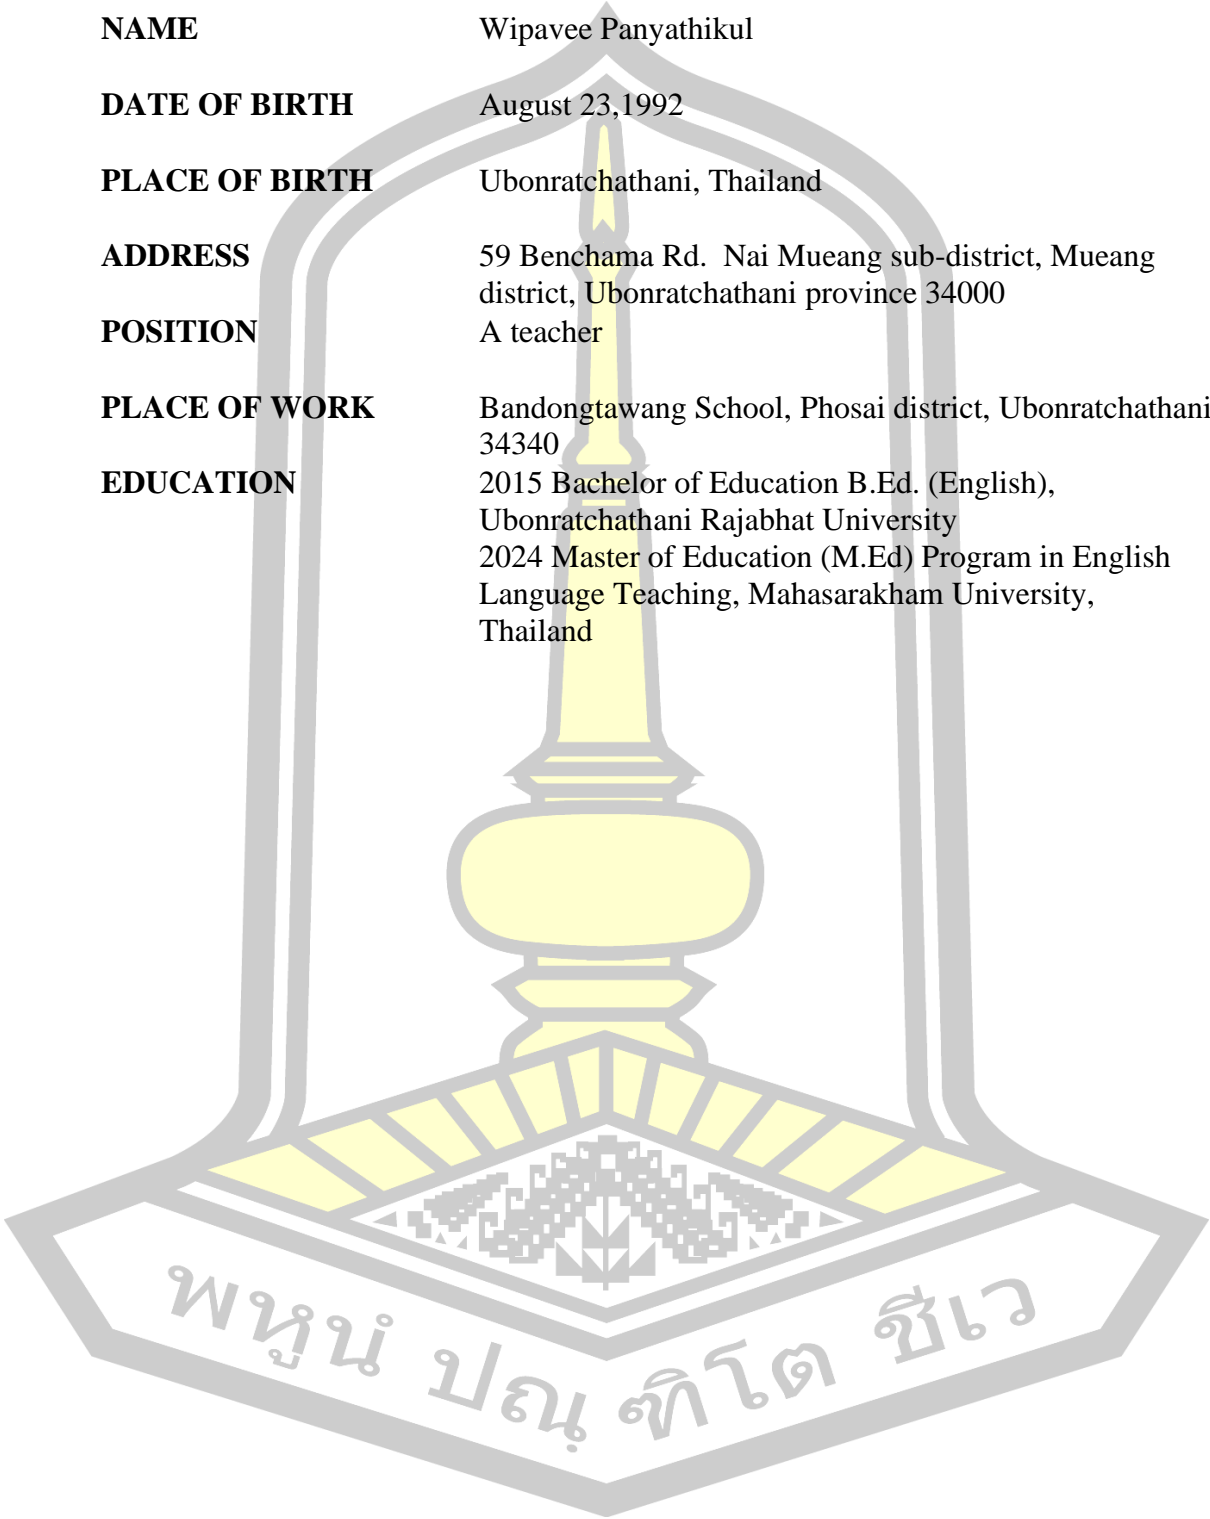 NAME Wipavee Panyathikul
DATE OF BIRTH August 23,1992
PLACE OF BIRTH Ubonratchathani, Thailand
ADDRESS 59 Benchama Rd.  Nai Mueang sub-district, Mueang
district, Ubonratchathani province 34000
POSITION A teacher
PLACE OF WORK Bandongtawang School, Phosai district, Ubonratchathani
34340
EDUCATION 2015 Bachelor of Education B.Ed. (English),
Ubonratchathani Rajabhat University
2024 Master of Education (M.Ed) Program in English
Language Teaching, Mahasarakham University,
Thailand
พหูนํ ปณฺ ฑิโต ชีเว